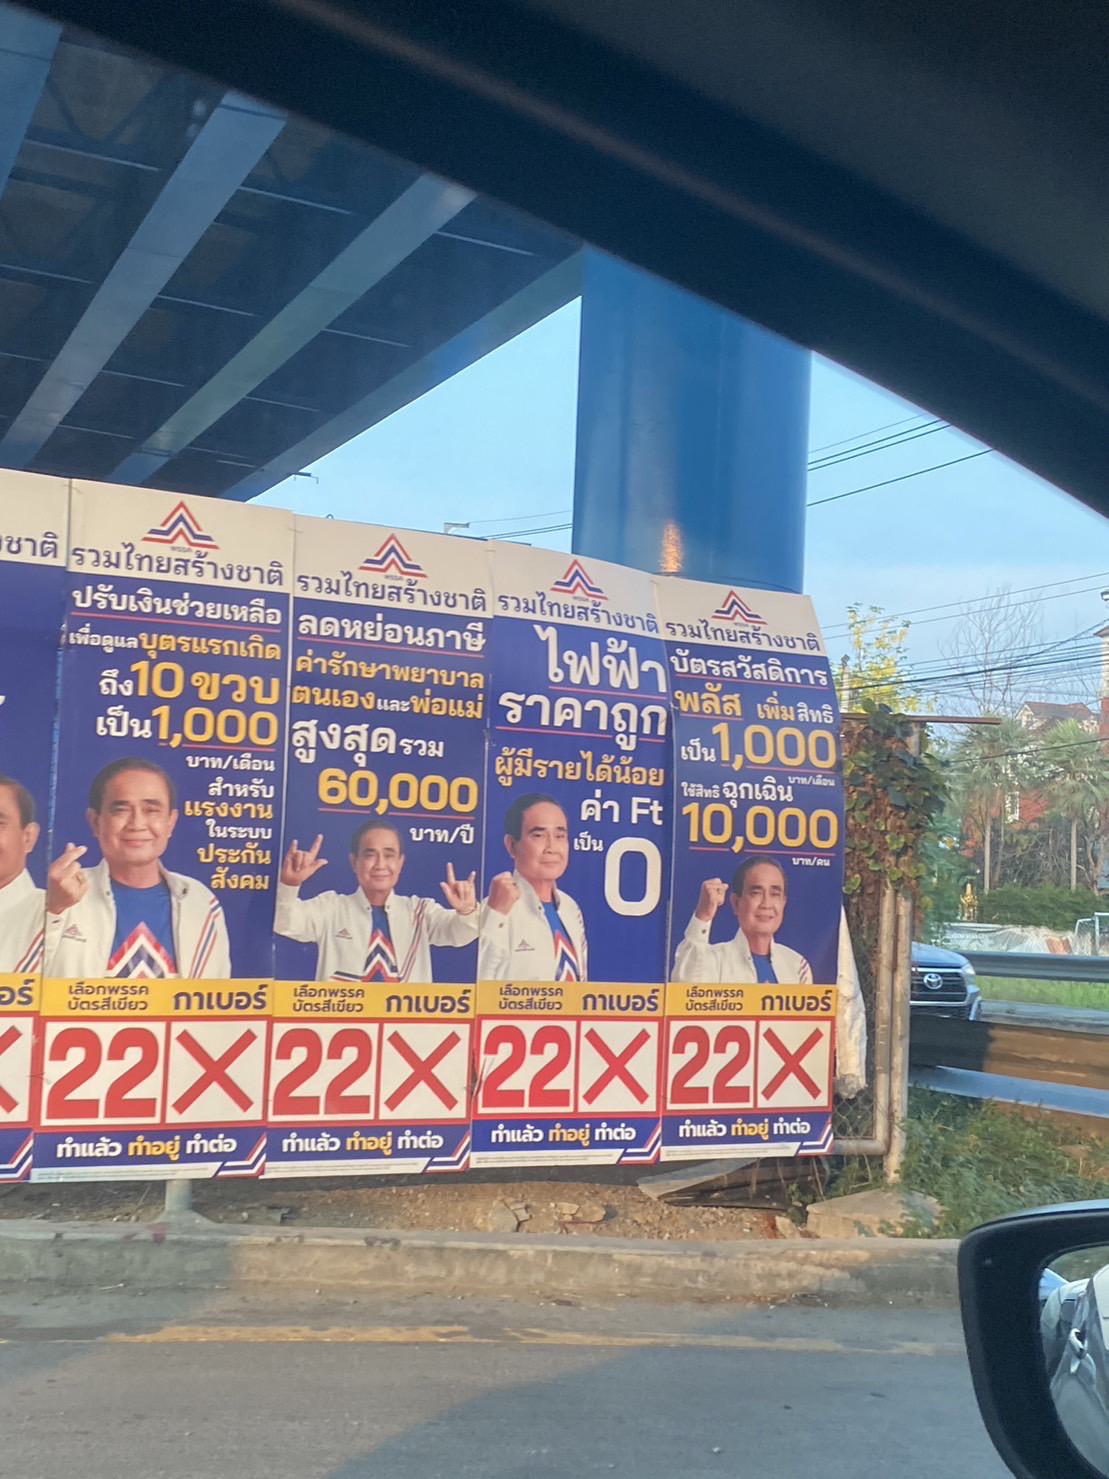 งชาติ
อร์
พรรค
รวมไทยสร้างชาติ
ปรับเงินช่วยเหลือ
เพื่อดูแลบุตรแรกเกิด
ถึง 10 ขวบ
เป็น 1,000
บาท/เดือน
สำหรับ
แรงงาน
ในระบบ
ประกัน
สังคม
เลือกพรรค
บัตรสีเขียว
กาเบอร์
22
ทำแล้ว ทำอยู่ ทำต่อ
พรรค
รวมไทยสร้างชาติ
ลดหย่อนภาษี
ค่ารักษาพยาบาล
ตนเองและพ่อแม่
สูงสุดรวม
60,000
บาท/ปี
เลือกพรรค
บัตรสีเขียว
กาเบอร์
22
ทำแล้ว ทำอยู่ ทำต่อ
พรรค
รวมไทยสร้างชาติ
ไฟฟ้า
ราคาถูก
ผู้มีรายได้น้อย
ค่า Ft
เป็น 0
เลือกพรรค
บัตรสีเขียว
กาเบอร์
22
ทำแล้ว ทำอยู่ ทำต่อ
พรรค
รวมไทยสร้างชาติ
บัตรสวัสดิการ
พลัส เพิ่มสิทธิ
เป็น 1,000
บาท/เดือน
ใช้สิทธิ ฉุกเฉิน
10,000
บาท/คน
เลือกพรรค
บัตรสีเขียว
กาเบอร์
22
ทำแล้ว ทำอยู่ ทำต่อ